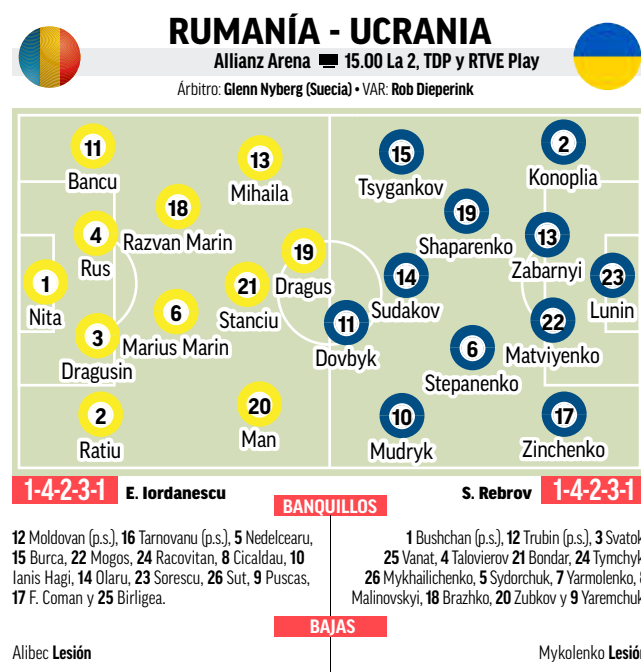 RUMANÍA - UCRANIA
Allianz Arena 15.00 La 2, TDP y RTVE Play
Árbitro: Glenn Nyberg (Suecia) • VAR: Rob Dieperink
11
Bancu
4
Rus
1
Nita
3
Dragusin
2
Ratiu
18
Razvan Marin
6
Marius Marin
13
Mihaila
21
Stanciu
20
Man
19
Dragus
15
Tsygankov
14
Sudakov
11
Dovbyk
10
Mudryk
19
Shaparenko
6
Stepanenko
2
Konoplia
13
Zabarnyi
22
Matviyenko
17
Zinchenko
23
Lunin
1-4-2-3-1 E. Iordanescu
S. Rebrov 1-4-2-3-1
BANQUILLOS
12 Moldovan (p.s.), 16 Tarnovanu (p.s.), 5 Nedelcearu,
15 Burca, 22 Mogos, 24 Racovitan, 8 Cicaldau, 10
Ianis Hagi, 14 Olaru, 23 Sorescu, 26 Sut, 9 Puscas,
17 F. Coman y 25 Birligea.
1 Bushchan (p.s.), 12 Trubin (p.s.), 3 Svatok
25 Vanat, 4 Talovierov 21 Bondar, 24 Tymchyk
26 Mykhailichenko, 5 Sydorchuk, 7 Yarmolenko,
Malinovskyi, 18 Brazhko, 20 Zubkov y 9 Yaremchuk
BAJAS
Alibec Lesión
Mykolenko Lesión